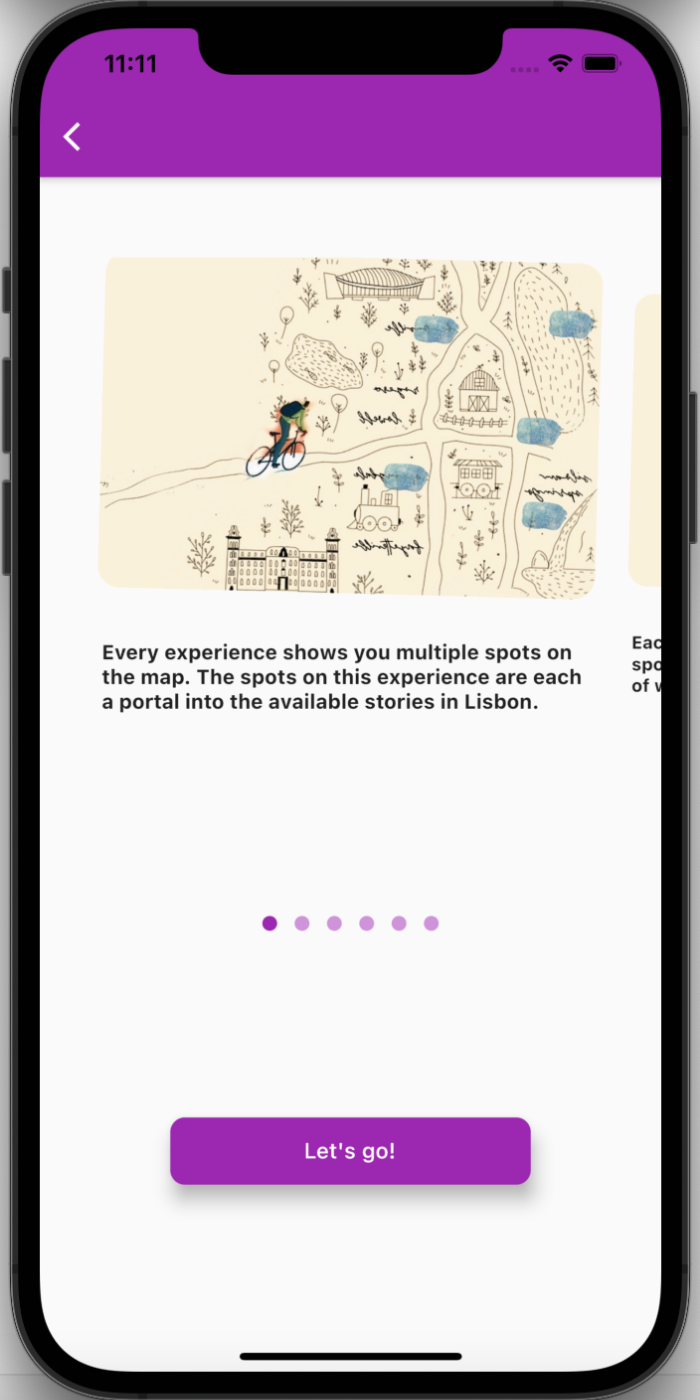 11:11
Every experience shows you multiple spots on
the map. The spots on this experience are each
a portal into the available stories in Lisbon.
Eac
spo
of w
Let's go!